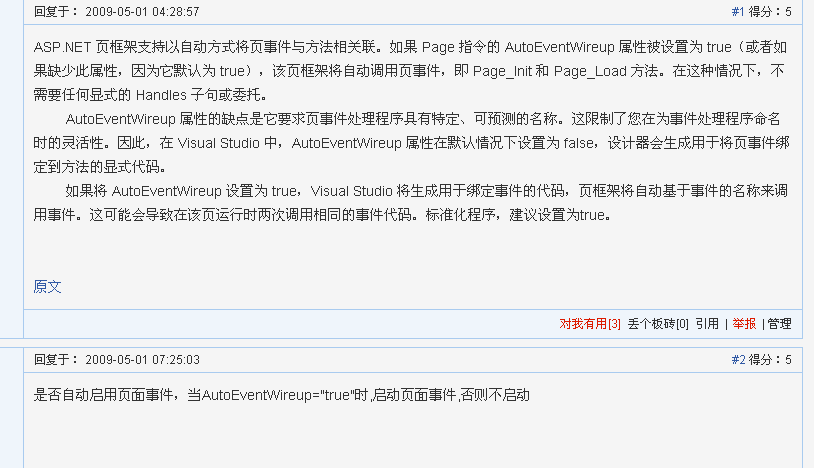 回复于： 2009-05-01 04:28:57 #1 得分：5
ASP.NET 页框架支持以自动方式将页事件与方法相关联。如果 Page 指令的 AutoEventWireup 属性被设置为 true（或者如
果缺少此属性，因为它默认为 true），该页框架将自动调用页事件，即 Page_Init 和 Page_Load 方法。在这种情况下，不
需要任何显式的 Handles 子句或委托。
AutoEventWireup 属性的缺点是它要求页事件处理程序具有特定、可预测的名称。这限制了您在为事件处理程序命名
时的灵活性。因此，在 Visual Studio 中，AutoEventWireup 属性在默认情况下设置为 false，设计器会生成用于将页事件绑
定到方法的显式代码。
如果将 AutoEventWireup 设置为 true，Visual Studio 将生成用于绑定事件的代码，页框架将自动基于事件的名称来调
用事件。这可能会导致在该页运行时两次调用相同的事件代码。标准化程序，建议设置为true。
原文
对我有用[3] 丢个板砖[0] 引用 | 举报 | 管理
回复于： 2009-05-01 07:25:03 #2 得分：5
是否自动启用页面事件，当AutoEventWireup="true"时,启动页面事件,否则不启动